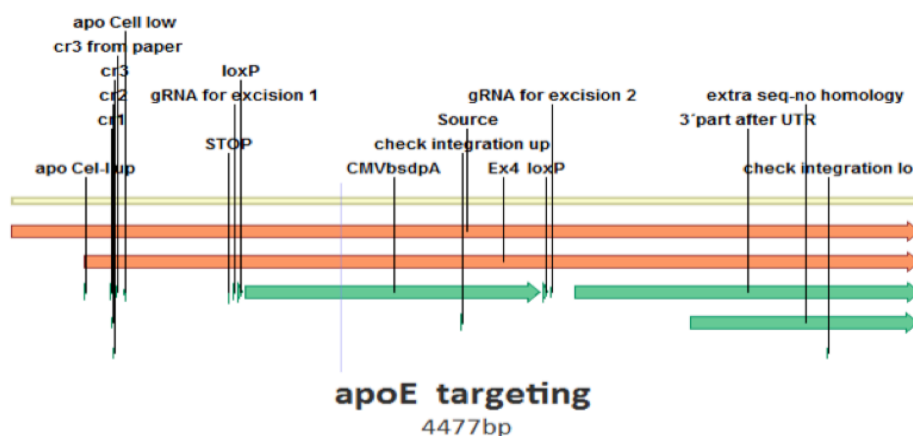 apo Cell low
cr3 from paper
cr3 loxP
cr2 gRNA for excision 1 gRNA for excision 2 extra seq-no homology
cr1 Source 3´part after UTR
STOP check integration up
apo Cel-I up CMVbsdpA Ex4 loxP check integration lo
apoE targeting
4477bp